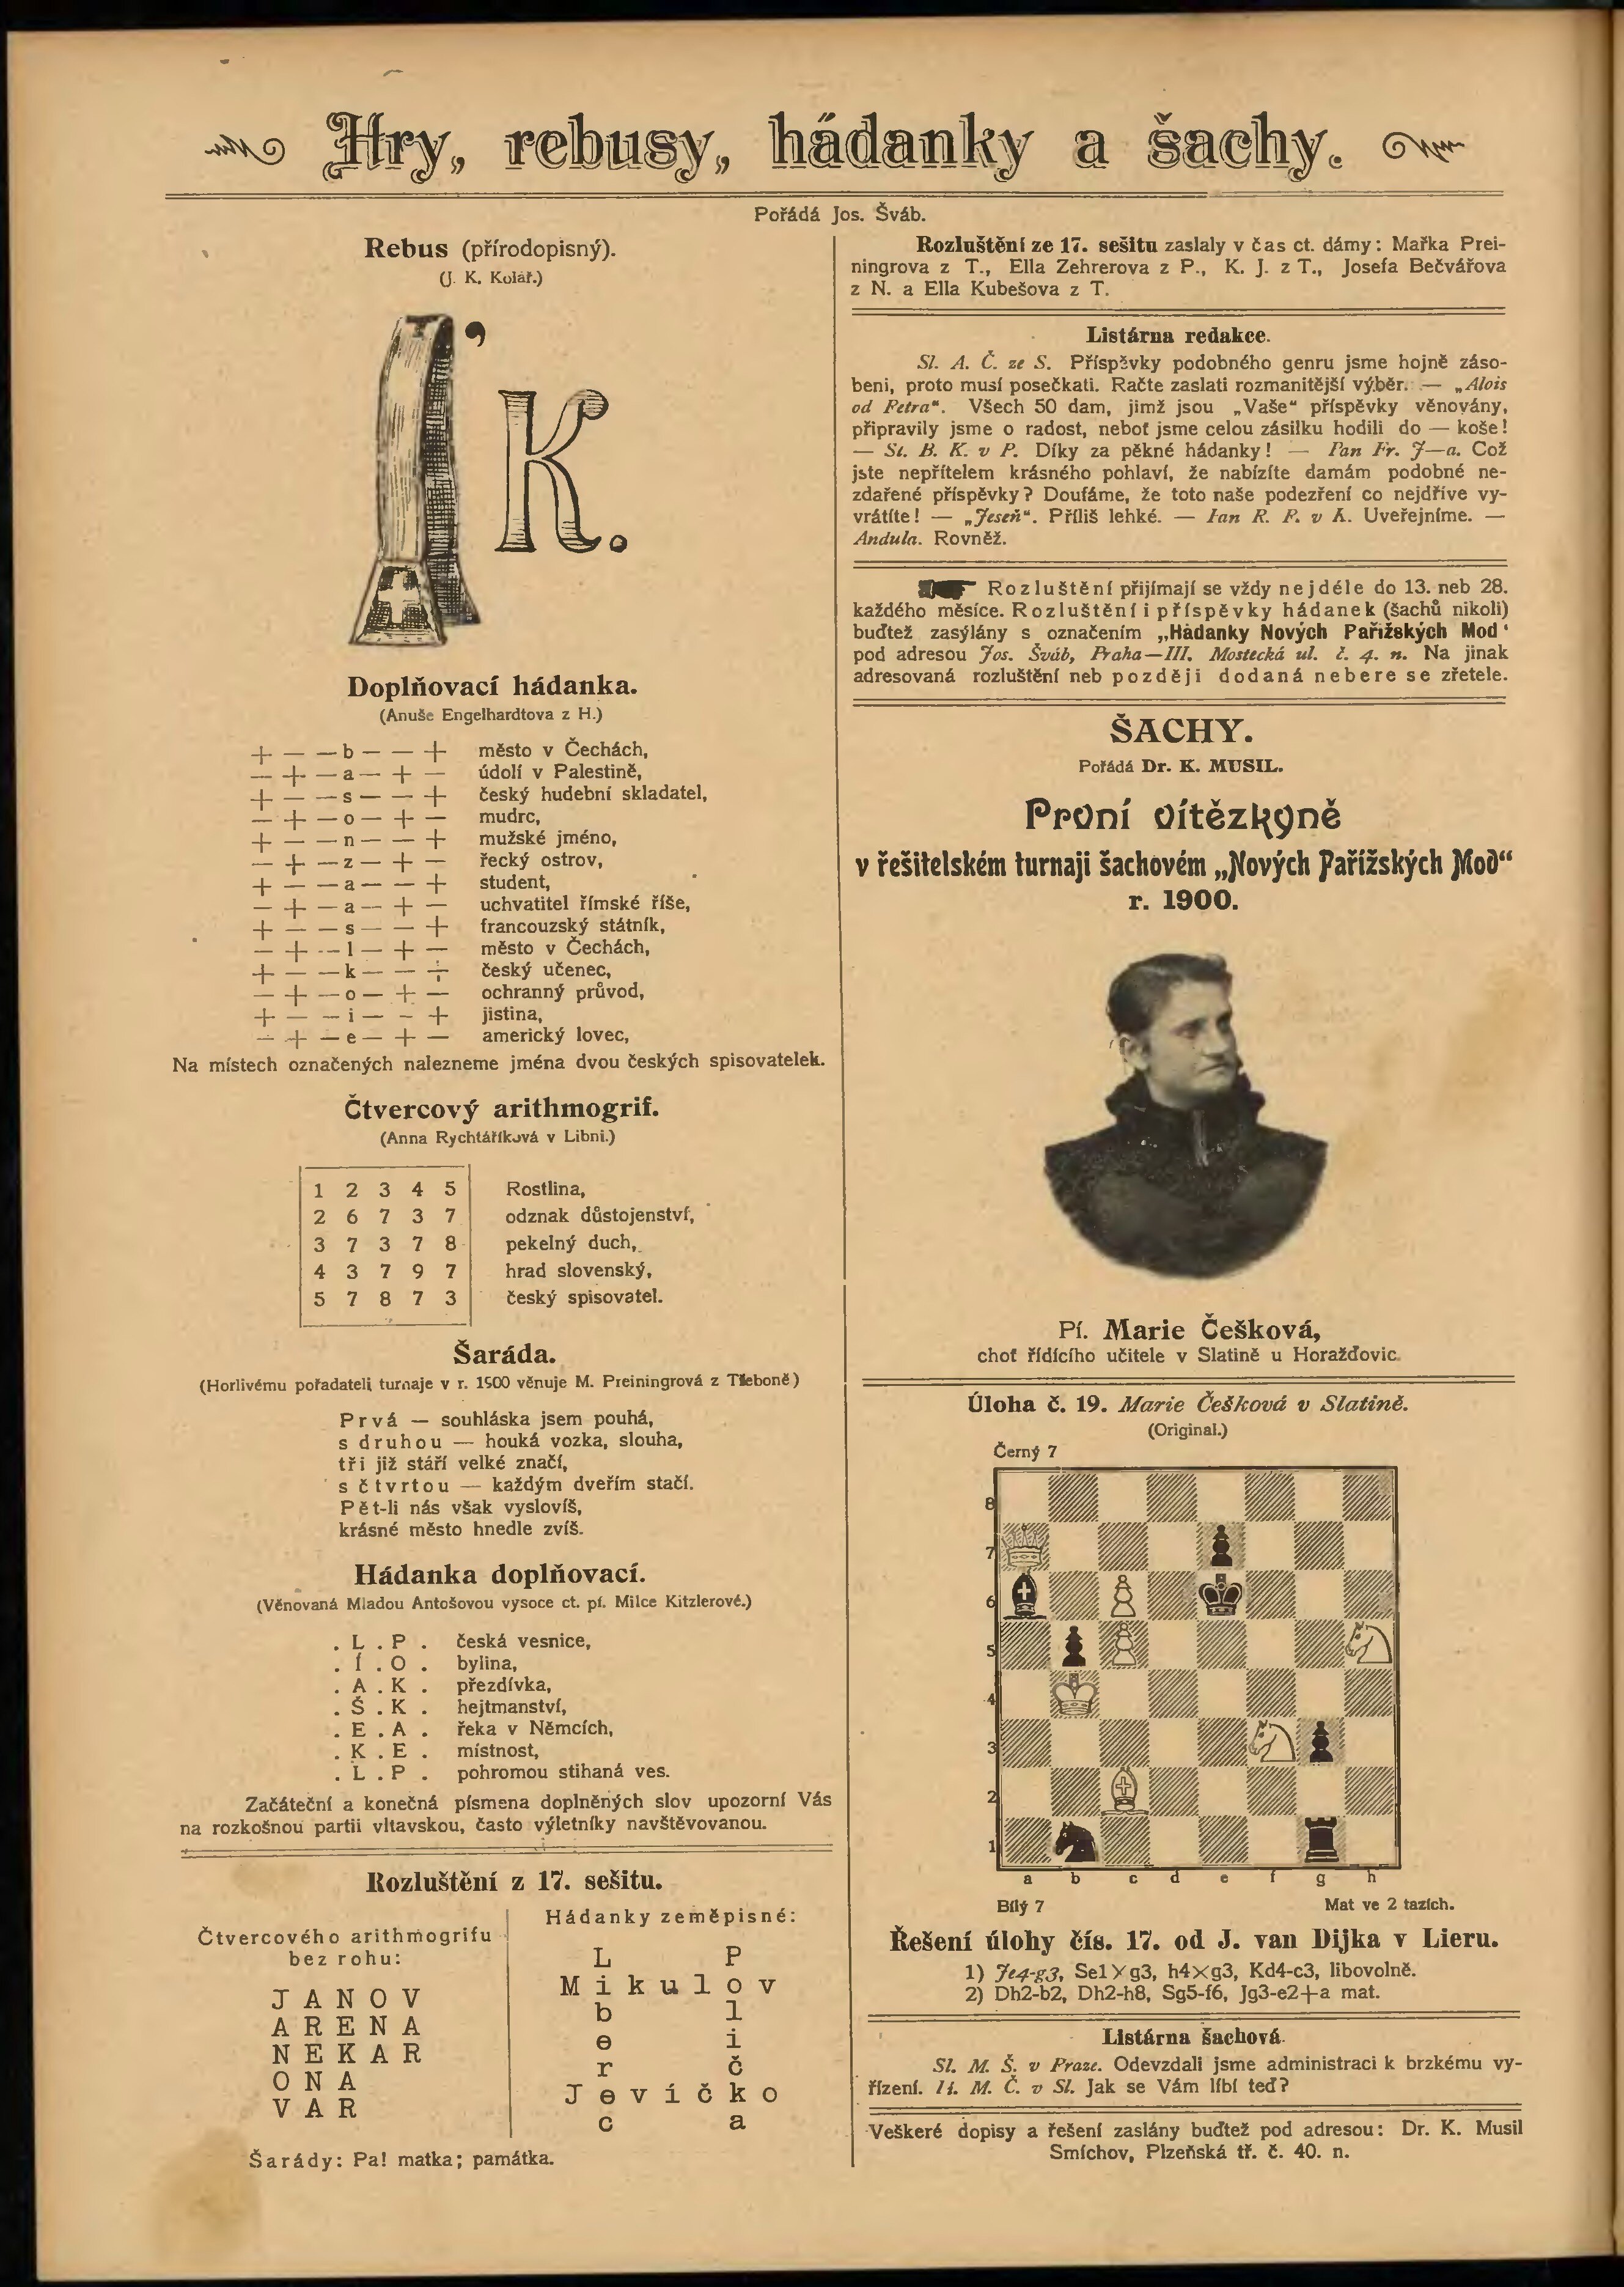 Hry, rebusy, hádanky a šachy.
Pořádá Jos. Šváb.
Rebus (přírodopisný).
(J. K. Kolář.)
’K.
Doplňovací hádanka.
(Anuše Engelhardtova z H.)
+ — — b — — + město v Čechách,
— + — a — + — údolí v Palestině,
+ — — s — — + český hudební skladatel,
— + — o — + — mudrc,
+ — — n — — + mužské jméno,
— + — z — + — řecký ostrov,
+ — — a — — + student,
— + — a — + — uchvatitel římské říše,
+ — — s — — + francouzský státník,
— + — l — + — město v Čechách,
+ — — k — — + český učenec,
— + — o — + — ochranný průvod,
+ — — i — — + jistina,
— + — e — + — americký lovec,
Na místech označených nalezneme jména dvou českých spisovatelek.
Čtvercový arithmogrif.
(Anna Rychtáříková v Libni.)
1 2 3 4 5 Rostlina,
2 6 7 3 7 odznak důstojenství,
3 7 3 7 8 pekelný duch,
4 3 7 9 7 hrad slovenský,
5 7 8 7 3 český spisovatel.
Šaráda.
(Horlivému pořadateli turnaje v r. 1900 věnuje M. Preiningrová z Třeboně)
Prvá — souhláska jsem pouhá,
s druhou — houká vozka, slouha,
tři již stáří velké značí,
s čtvrtou — každým dveřím stačí.
Pět-li nás však vyslovíš,
krásné město hnedle zvíš.
Hádanka doplňovací.
(Věnovaná Mladou Antošovou vysoce ct. pí. Milce Kitzlerové.)
. L . P . česká vesnice,
. Í . O . bylina,
. A . K . přezdívka,
. Š . K . hejtmanství,
. E . A . řeka v Němcích,
. K . E . místnost,
. L . P . pohromou stihaná ves.
Začáteční a konečná písmena doplněných slov upozorní Vás
na rozkošnou partii vltavskou, často výletníky navštěvovanou.
Rozluštění z 17. sešitu.
Čtvercového arithmogrifu
bez rohu:
J A N O V
A R E N A
N E K A R
O N A
V A R
Hádanky zeměpisné:
L P
M i k u l o v
b l
e i
r č
J e v í č k o
c a
Šarády: Pa! matka; památka.
Rozluštění ze 17. sešitu zaslaly v čas ct. dámy: Mařka Prei-
ningrova z T., Ella Zehrerova z P., K. J. z T., Josefa Bečvářova
z N. a Ella Kubešova z T.
Listárna redakce.
Sl. A. Č. ze S. Příspěvky podobného genru jsme hojně záso-
beni, proto musí posečkati. Račte zaslati rozmanitější výběr. — „Alois
od Petra“. Všech 50 dam, jimž jsou „Vaše“ příspěvky věnovány,
připravily jsme o radost, neboť jsme celou zásilku hodili do — koše!
— St. B. K. v P. Díky za pěkné hádanky! — Pan Fr. J—a. Což
jste nepřítelem krásného pohlaví, že nabízíte damám podobné ne-
zdařené příspěvky? Doufáme, že toto naše podezření co nejdříve vy-
vrátíte! — „Jeseň“. Příliš lehké. — Pan R. P. v K. Uveřejníme. —
Andula. Rovněž.
Rozluštění přijímají se vždy nejdéle do 13. neb 28.
každého měsíce. Rozluštění i příspěvky hádanek (šachů nikoli)
buďtež zasýlány s označením „Hádanky Nových Pařížských Mod‘
pod adresou Jos. Šváb, Praha—III. Mostecká ul. č. 4. n. Na jinak
adresovaná rozluštění neb později dodaná nebere se zřetele.
ŠACHY.
Pořádá Dr. K. MUSIL.
První vítězkyně
v řešitelském turnaji šachovém „Nových Pařížských Mod“
r. 1900.
Pí. Marie Češková,
choť řídícího učitele v Slatině u Horažďovic.
Úloha č. 19. Marie Češková v Slatině.
(Original.)
Černý 7
8
7
6
5
4
3
2
1
a b c d e f g h
Bílý 7 Mat ve 2 tazích.
Řešení úlohy čís. 17. od J. van Dijka v Lieru.
1) Je4-g3, Se1×g3, h4×g3, Kd4-c3, libovolně.
2) Dh2-b2, Dh2-h8, Sg5-f6, Jg3-e2+a mat.
Listárna šachová.
Sl. M. Š. v Praze. Odevzdali jsme administraci k brzkému vy-
řízení. M. Č. v Sl. Jak se Vám líbí teď?
Veškeré dopisy a řešení zaslány buďtež pod adresou: Dr. K. Musil
Smíchov, Plzeňská tř. č. 40. n.